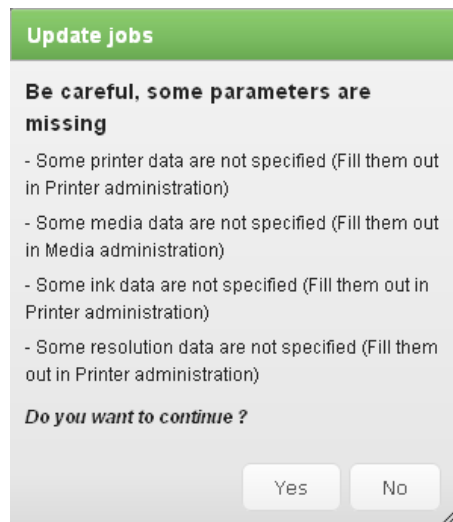 Update jobs
Be careful, some parameters are
missing
- Some printer data are not specified (Fill them out
in Printer administration)
- Some media data are not specified (Fill them out
in Media administration)
- Some ink data are not specified (Fill them out in
Printer administration)
- Some resolution data are not specified (Fill them
out in Printer administration)
Do you want to continue ?
Yes No